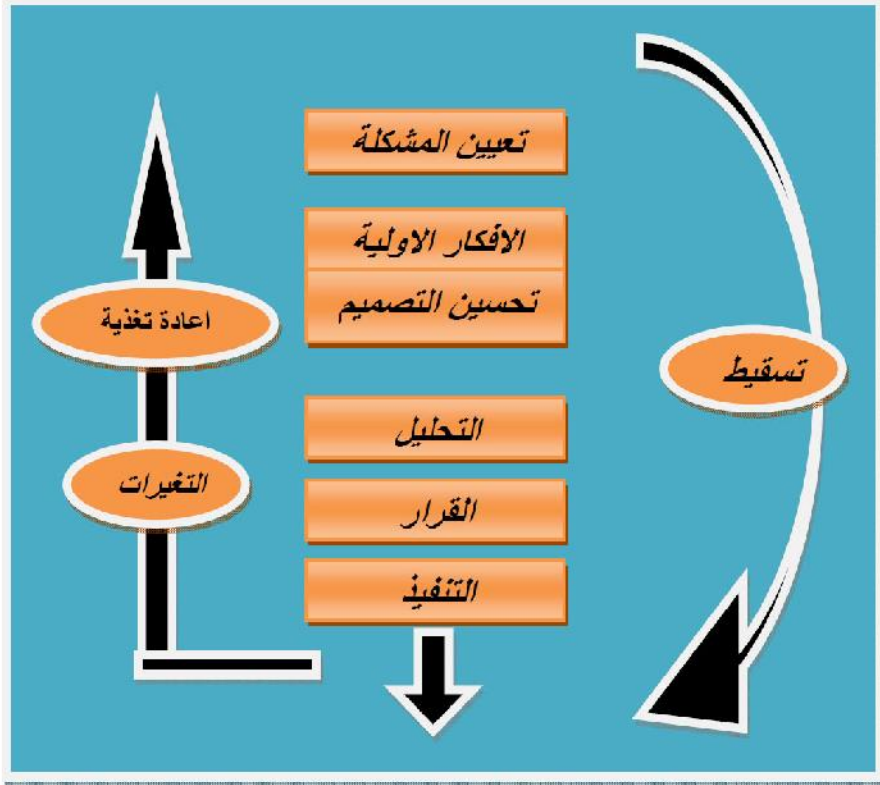 تعيين المشكلة
الافكار الاولية
تحسين التصميم
اعادة تغذية
تسقيط
التحليل
التغيرات
القرار
التنفيذ